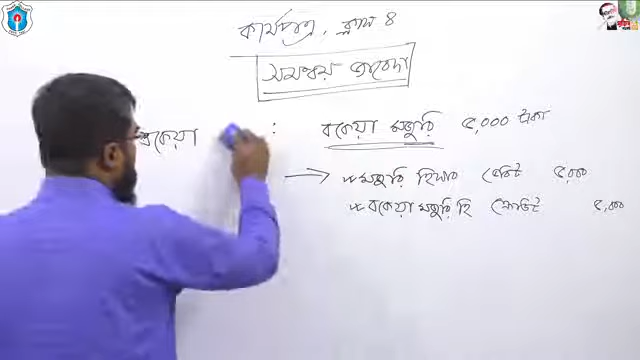 কার্যপত্র, ক্লাস ৪
সমন্বয় জাবেদা
বকেয়া : বকেয়া মজুরি ৫,০০০ টাকা
→ * মজুরি হিসাব ডেবিট ৫,০০০
* বকেয়া মজুরি হি ক্রেডিট ৫,০০০